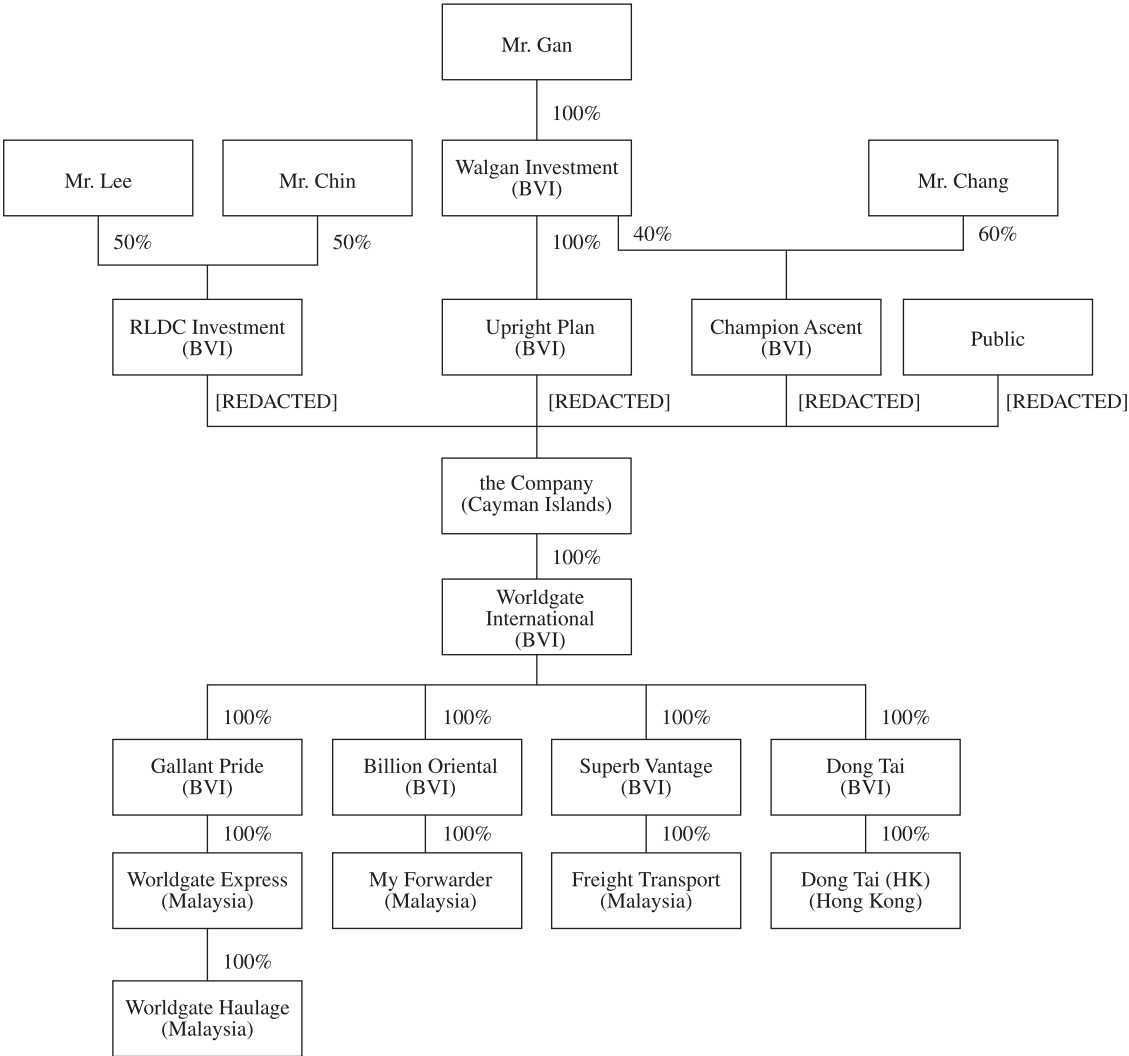 Mr. Gan
100%
Mr. Lee
Mr. Chin
Walgan Investment
(BVI)
Mr. Chang
50%
50%
100%
40%
60%
RLDC Investment
(BVI)
Upright Plan
(BVI)
Champion Ascent
(BVI)
Public
[REDACTED]
[REDACTED]
[REDACTED]
[REDACTED]
the Company
(Cayman Islands)
100%
Worldgate
International
(BVI)
100%
100%
100%
100%
Gallant Pride
(BVI)
Billion Oriental
(BVI)
Superb Vantage
(BVI)
Dong Tai
(BVI)
100%
100%
100%
100%
Worldgate Express
(Malaysia)
My Forwarder
(Malaysia)
Freight Transport
(Malaysia)
Dong Tai (HK)
(Hong Kong)
100%
Worldgate Haulage
(Malaysia)